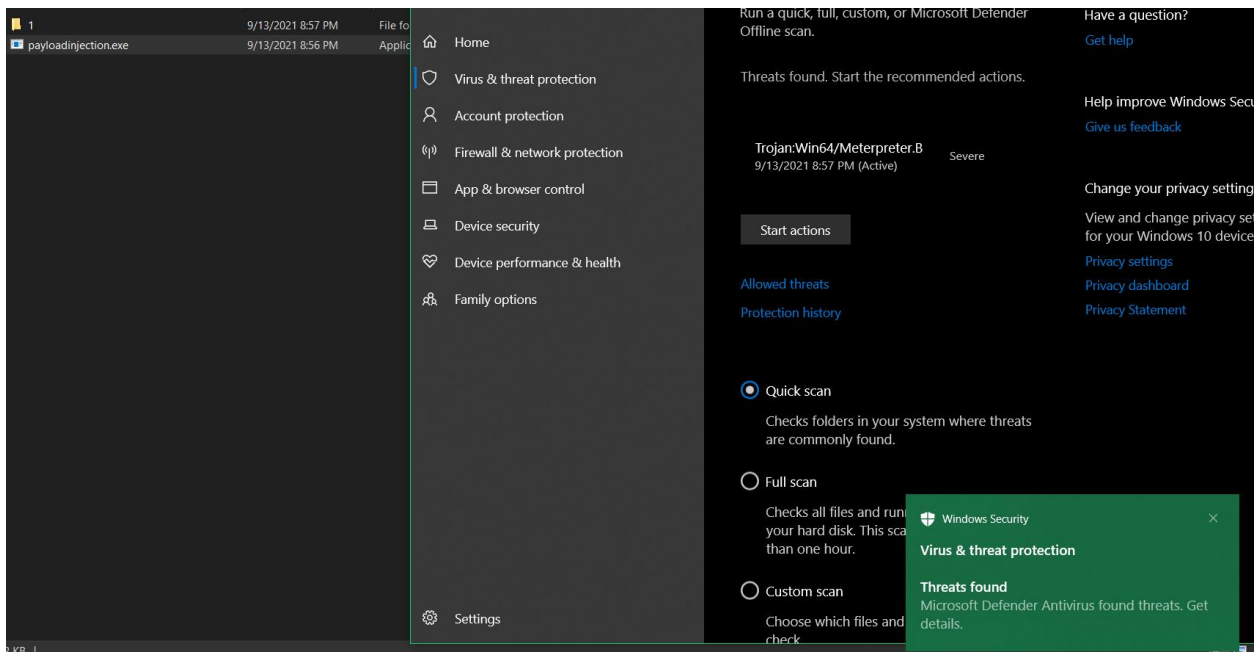 1 9/13/2021 8:57 PM File fo
payloadinjection.exe 9/13/2021 8:56 PM Applic
Home
Virus & threat protection
Account protection
Firewall & network protection
App & browser control
Device security
Device performance & health
Family options
Settings
Run a quick, full, custom, or Microsoft Defender
Offline scan.
Threats found. Start the recommended actions.
Trojan:Win64/Meterpreter.B
Severe
9/13/2021 8:57 PM (Active)
Start actions
Allowed threats
Protection history
Quick scan
Checks folders in your system where threats
are commonly found.
Full scan
Checks all files and run
your hard disk. This sca
than one hour.
Custom scan
Choose which files and
check
Have a question?
Get help
Help improve Windows Secu
Give us feedback
Change your privacy setting
View and change privacy set
for your Windows 10 device
Privacy settings
Privacy dashboard
Privacy Statement
Windows Security
Virus & threat protection
Threats found
Microsoft Defender Antivirus found threats. Get
details.